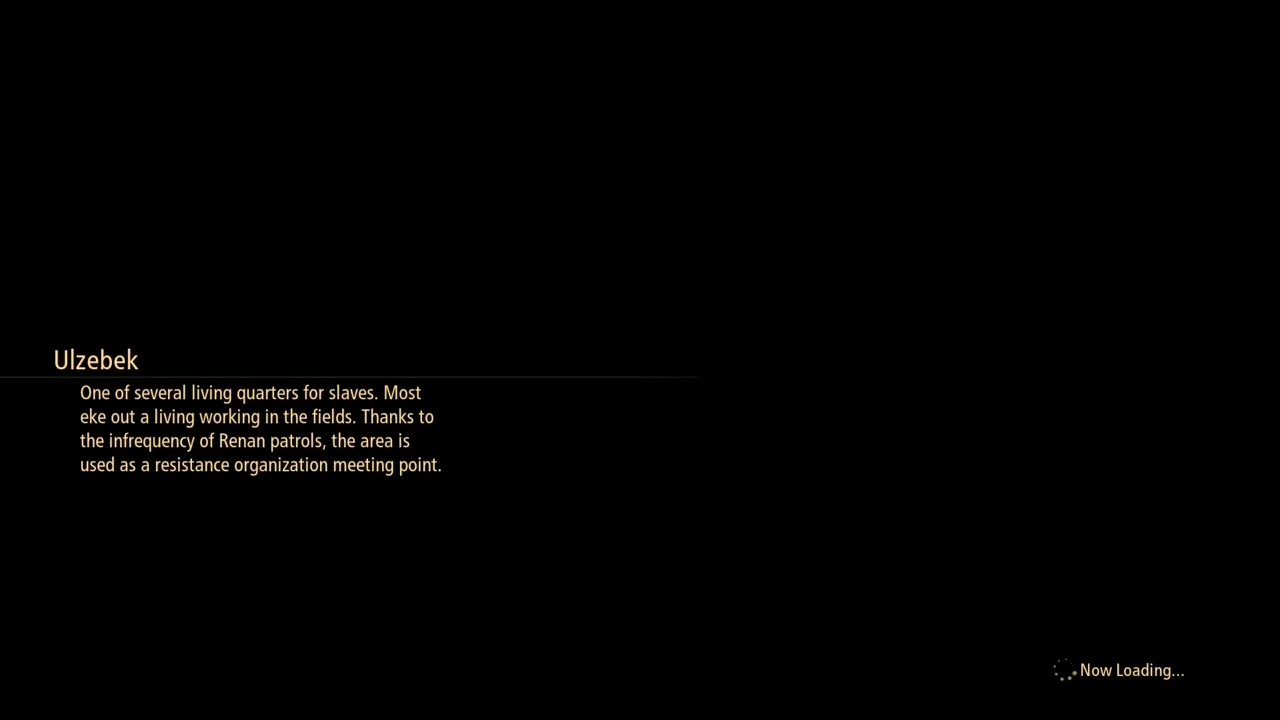 Ulzebek
One of several living quarters for slaves. Most
eke out a living working in the fields. Thanks to
the infrequency of Renan patrols, the area is
used as a resistance organization meeting point.
Now Loading...